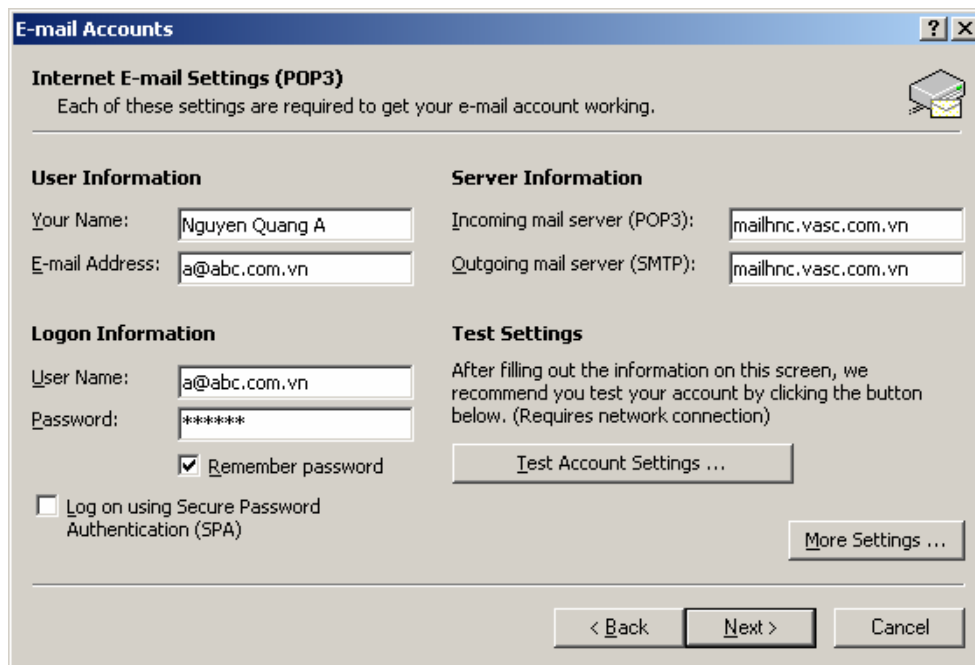 E-mail Accounts
Internet E-mail Settings (POP3)
Each of these settings are required to get your e-mail account working.
User Information
Your Name: Nguyen Quang A
E-mail Address: a@abc.com.vn
Server Information
Incoming mail server (POP3): mailhnc.vasc.com.vn
Outgoing mail server (SMTP): mailhnc.vasc.com.vn
Logon Information
User Name: a@abc.com.vn
Password: ******
Remember password
Log on using Secure Password
Authentication (SPA)
Test Settings
After filling out the information on this screen, we
recommend you test your account by clicking the button
below. (Requires network connection)
Test Account Settings ...
More Settings ...
< Back
Next >
Cancel